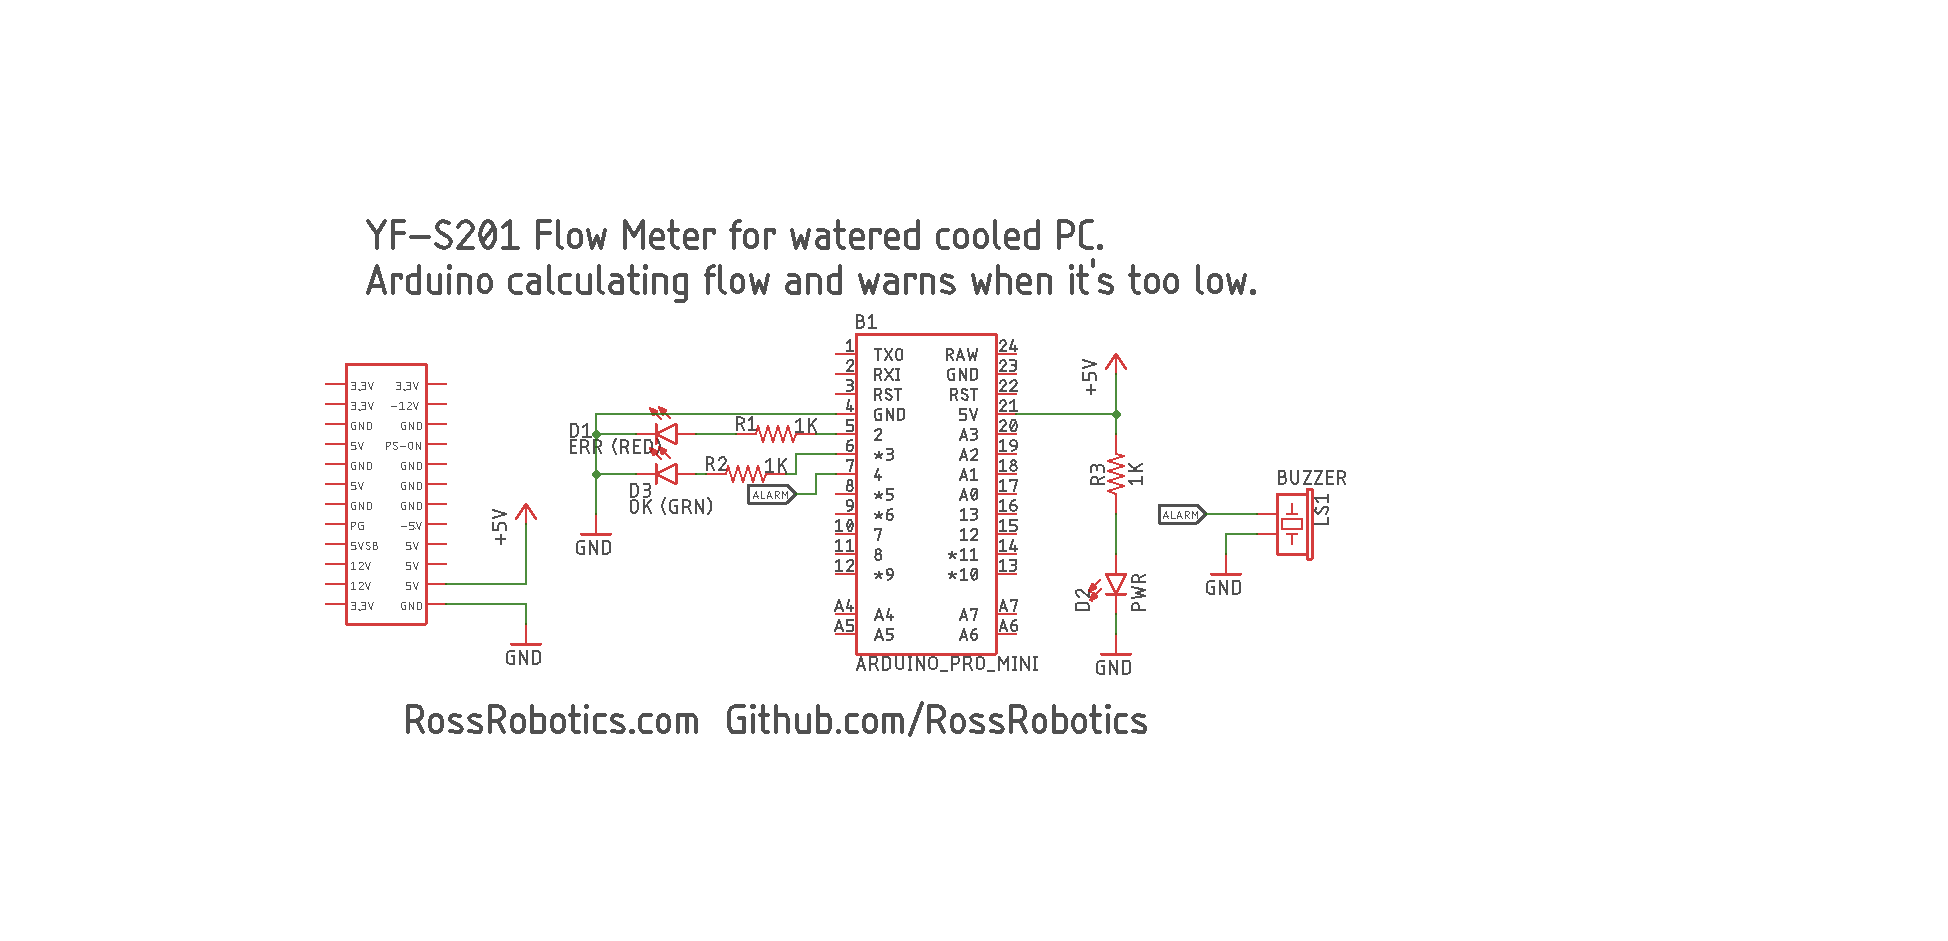 YF-S201 Flow Meter for watered cooled PC.
Arduino calculating flow and warns when it's too low.
3.3V 3.3V
3.3V -12V
GND GND
5V PS-ON
GND GND
5V GND
GND GND
PG -5V
5VSB 5V
12V 5V
12V 5V
3.3V GND
+5V
GND
D1
ERR (RED)
R1 1K
R2 1K
D3
OK (GRN)
ALARM
GND
B1
1 TXO RAW 24
2 RXI GND 23
3 RST RST 22
4 GND 5V 21
5 2 A3 20
6 *3 A2 19
7 4 A1 18
8 *5 A0 17
9 *6 13 16
10 7 12 15
11 8 *11 14
12 *9 *10 13
A4 A4 A7 A7
A5 A5 A6 A6
ARDUINO_PRO_MINI
+5V
R3 1K
D2 PWR
GND
BUZZER
LS1
ALARM
GND
RossRobotics.com Github.com/RossRobotics